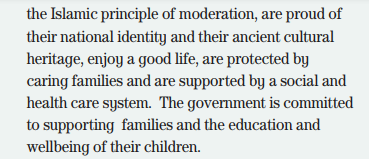 the Islamic principle of moderation, are proud of
their national identity and their ancient cultural
heritage, enjoy a good life, are protected by
caring families and are supported by a social and
health care system.  The government is committed
to supporting  families and the education and
wellbeing of their children.